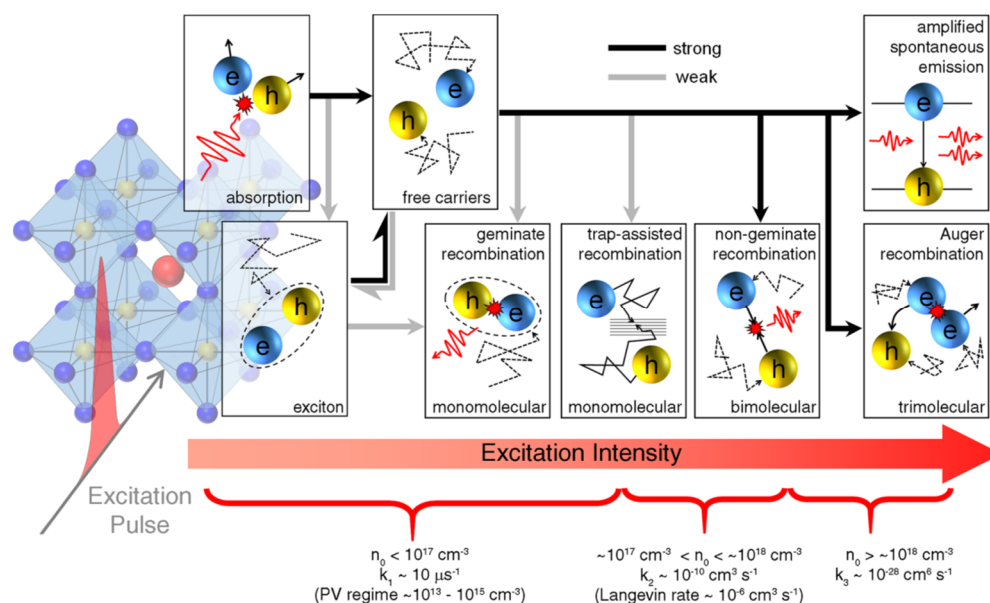 e
h
absorption
e
h
free carriers
strong
weak
amplified
spontaneous
emission
e
h
h
e
exciton
geminate
recombination
h
e
monomolecular
trap-assisted
recombination
e
h
monomolecular
non-geminate
recombination
e
h
bimolecular
Auger
recombination
e
e
h
trimolecular
Excitation
Pulse
Excitation Intensity
n₀ < 10¹⁷ cm⁻³
k₁ ~ 10 μs⁻¹
(PV regime ~10¹³ - 10¹⁵ cm⁻³)
~10¹⁷ cm⁻³ < n₀ < ~10¹⁸ cm⁻³
k₂ ~ 10⁻¹⁰ cm³ s⁻¹
(Langevin rate ~ 10⁻⁶ cm³ s⁻¹)
n₀ > ~10¹⁸ cm⁻³
k₃ ~ 10⁻²⁸ cm⁶ s⁻¹